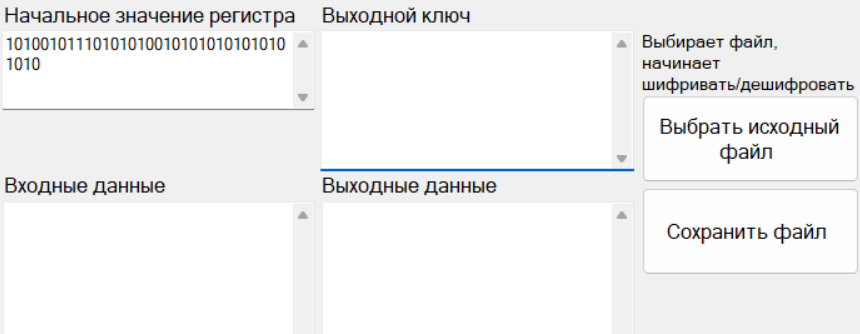 Начальное значение регистра
1010010111010101001010101010101010
1010
Выходной ключ
Выбирает файл,
начинает
шифривать/дешифровать
Выбрать исходный
файл
Входные данные
Выходные данные
Сохранить файл